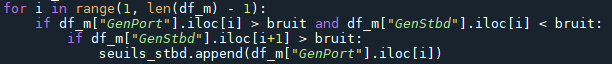 for i in range(1, len(df_m) - 1):
    if df_m["GenPort"].iloc[i] > bruit and df_m["GenStbd"].iloc[i] < bruit:
        if df_m["GenStbd"].iloc[i+1] > bruit:
            seuils_stbd.append(df_m["GenPort"].iloc[i])